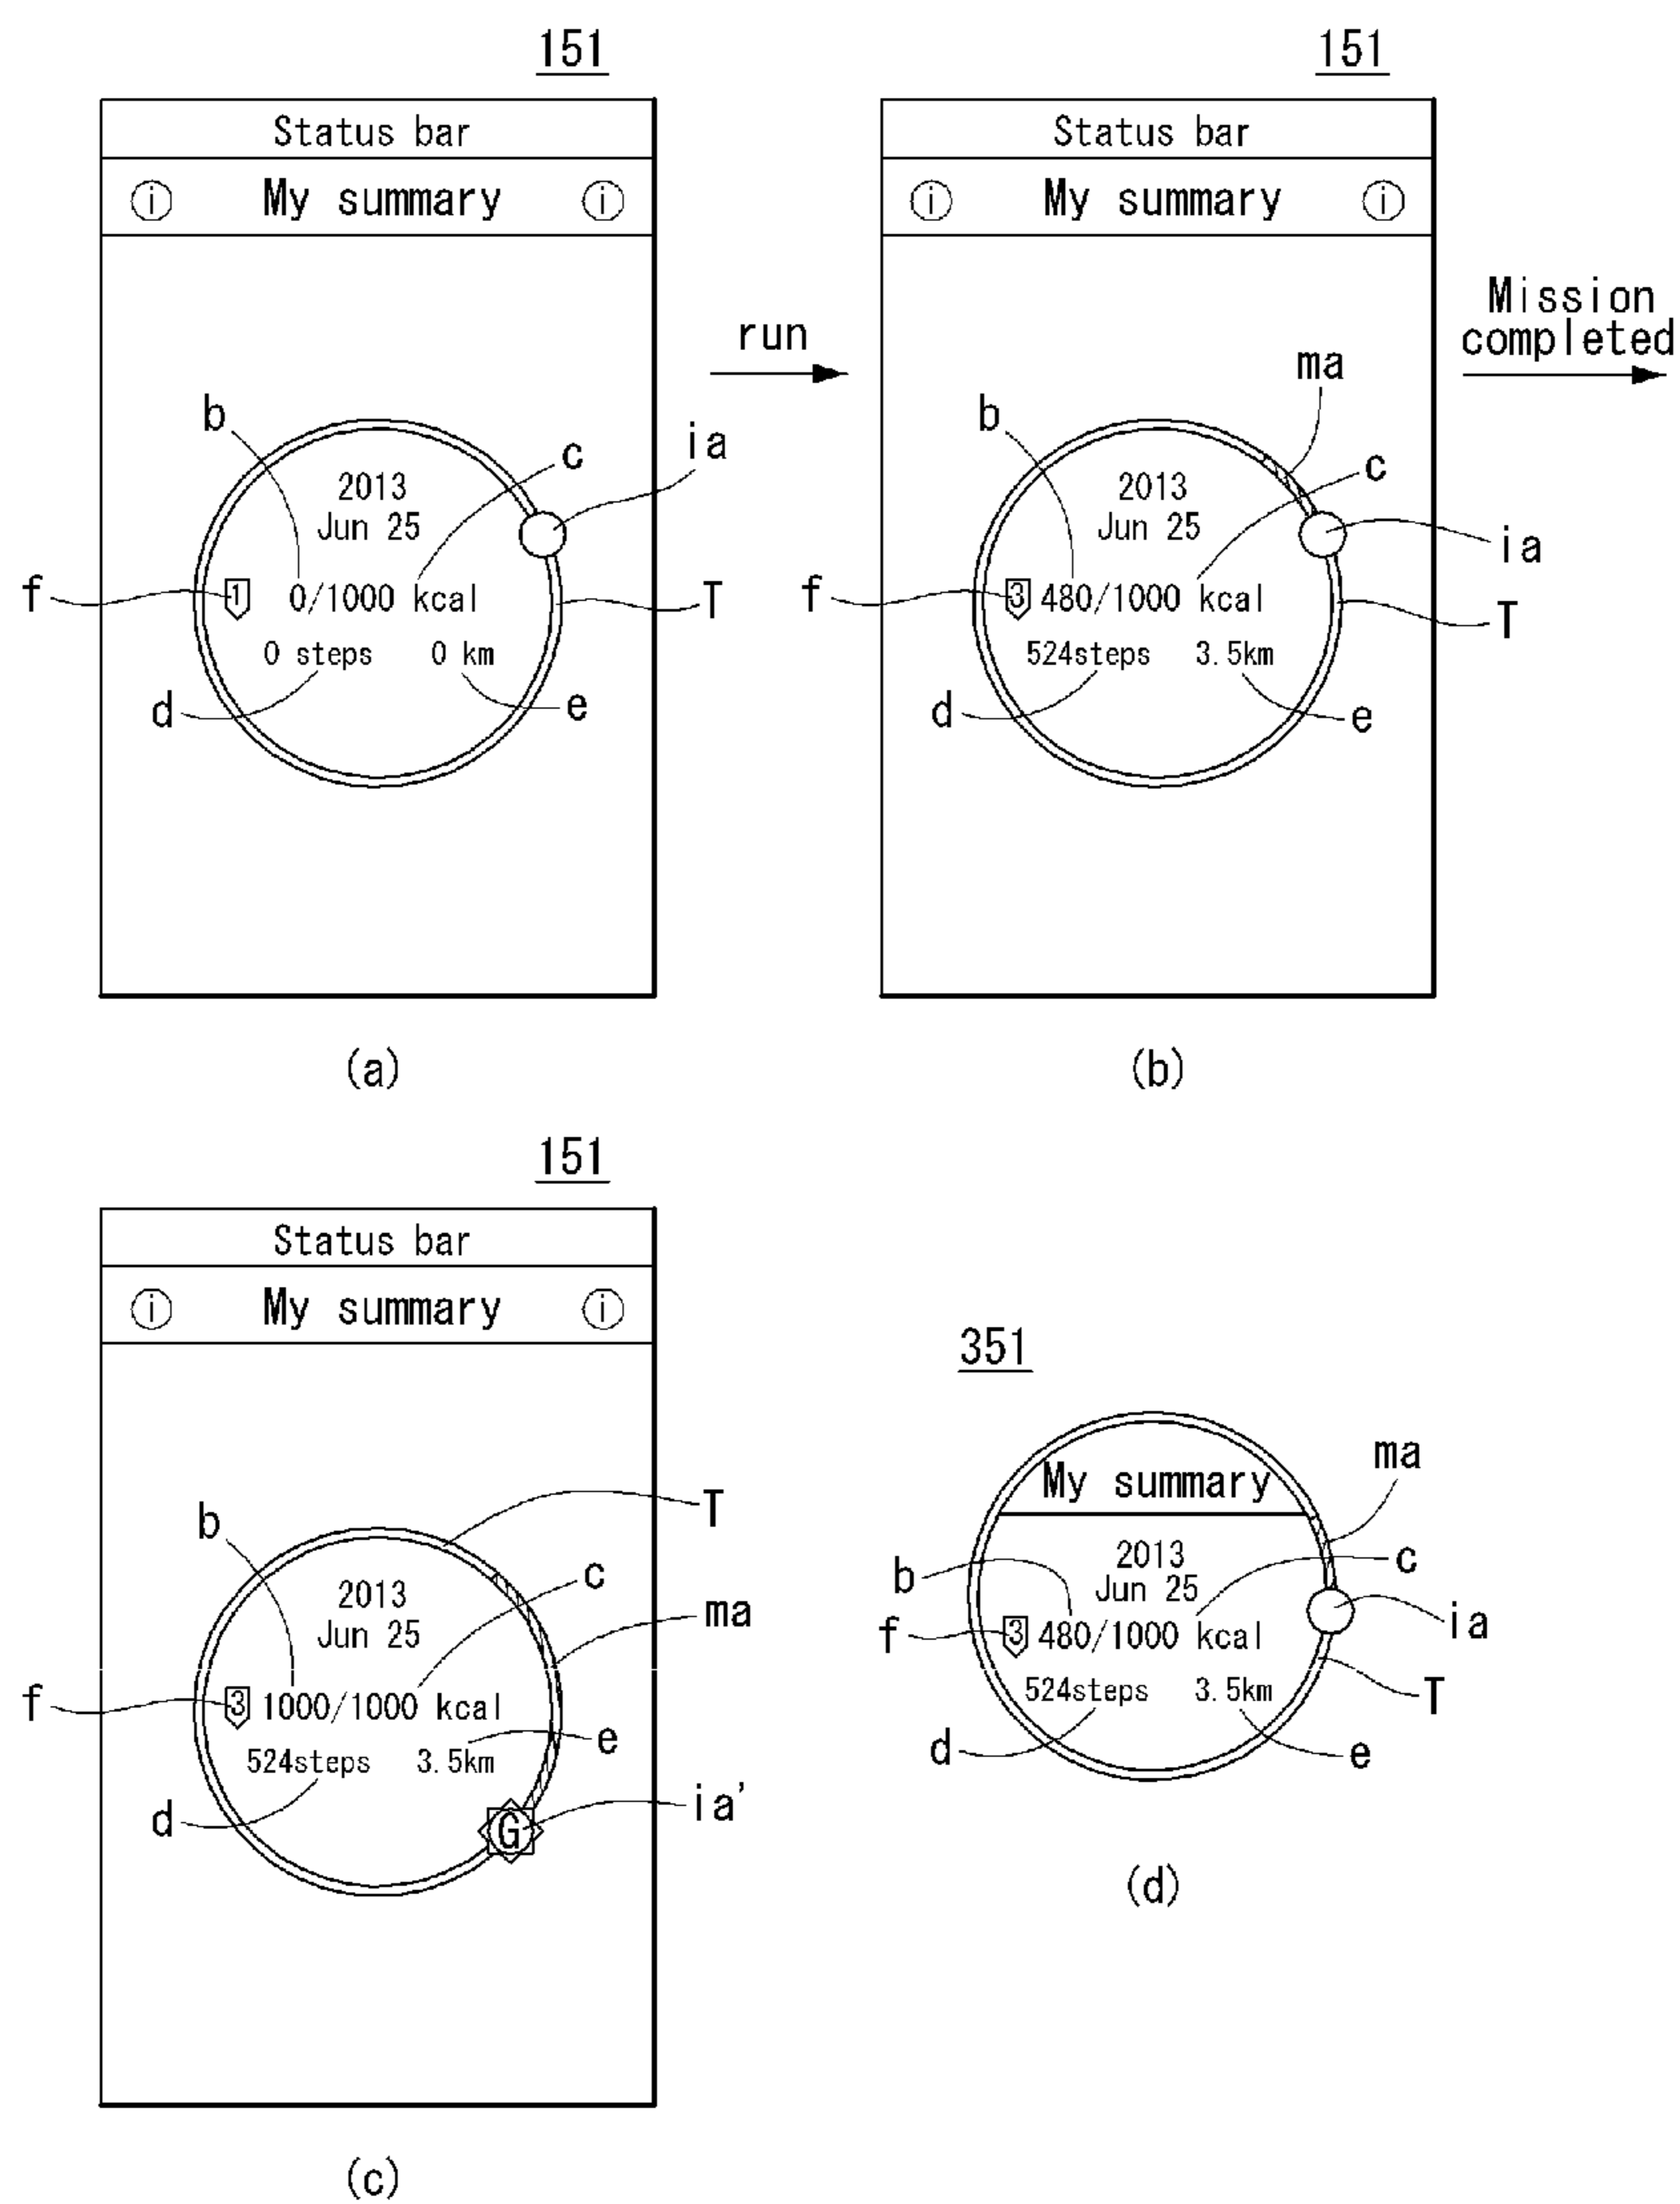 151
Status bar
ⓘ My summary ⓘ
b
c
ia
2013
Jun 25
f
1 0/1000 kcal
T
0 steps 0 km
d
e
(a)
run
151
Status bar
ⓘ My summary ⓘ
ma
b
c
2013
Jun 25
ia
f
3 480/1000 kcal
T
524steps 3.5km
d
e
(b)
Mission
completed
151
Status bar
ⓘ My summary ⓘ
T
b
c
2013
Jun 25
ma
f
3 1000/1000 kcal
e
524steps 3.5km
ia'
d
G
(c)
351
ma
My summary
2013
c
b
Jun 25
ia
f
3 480/1000 kcal
524steps 3.5km
T
d
e
(d)